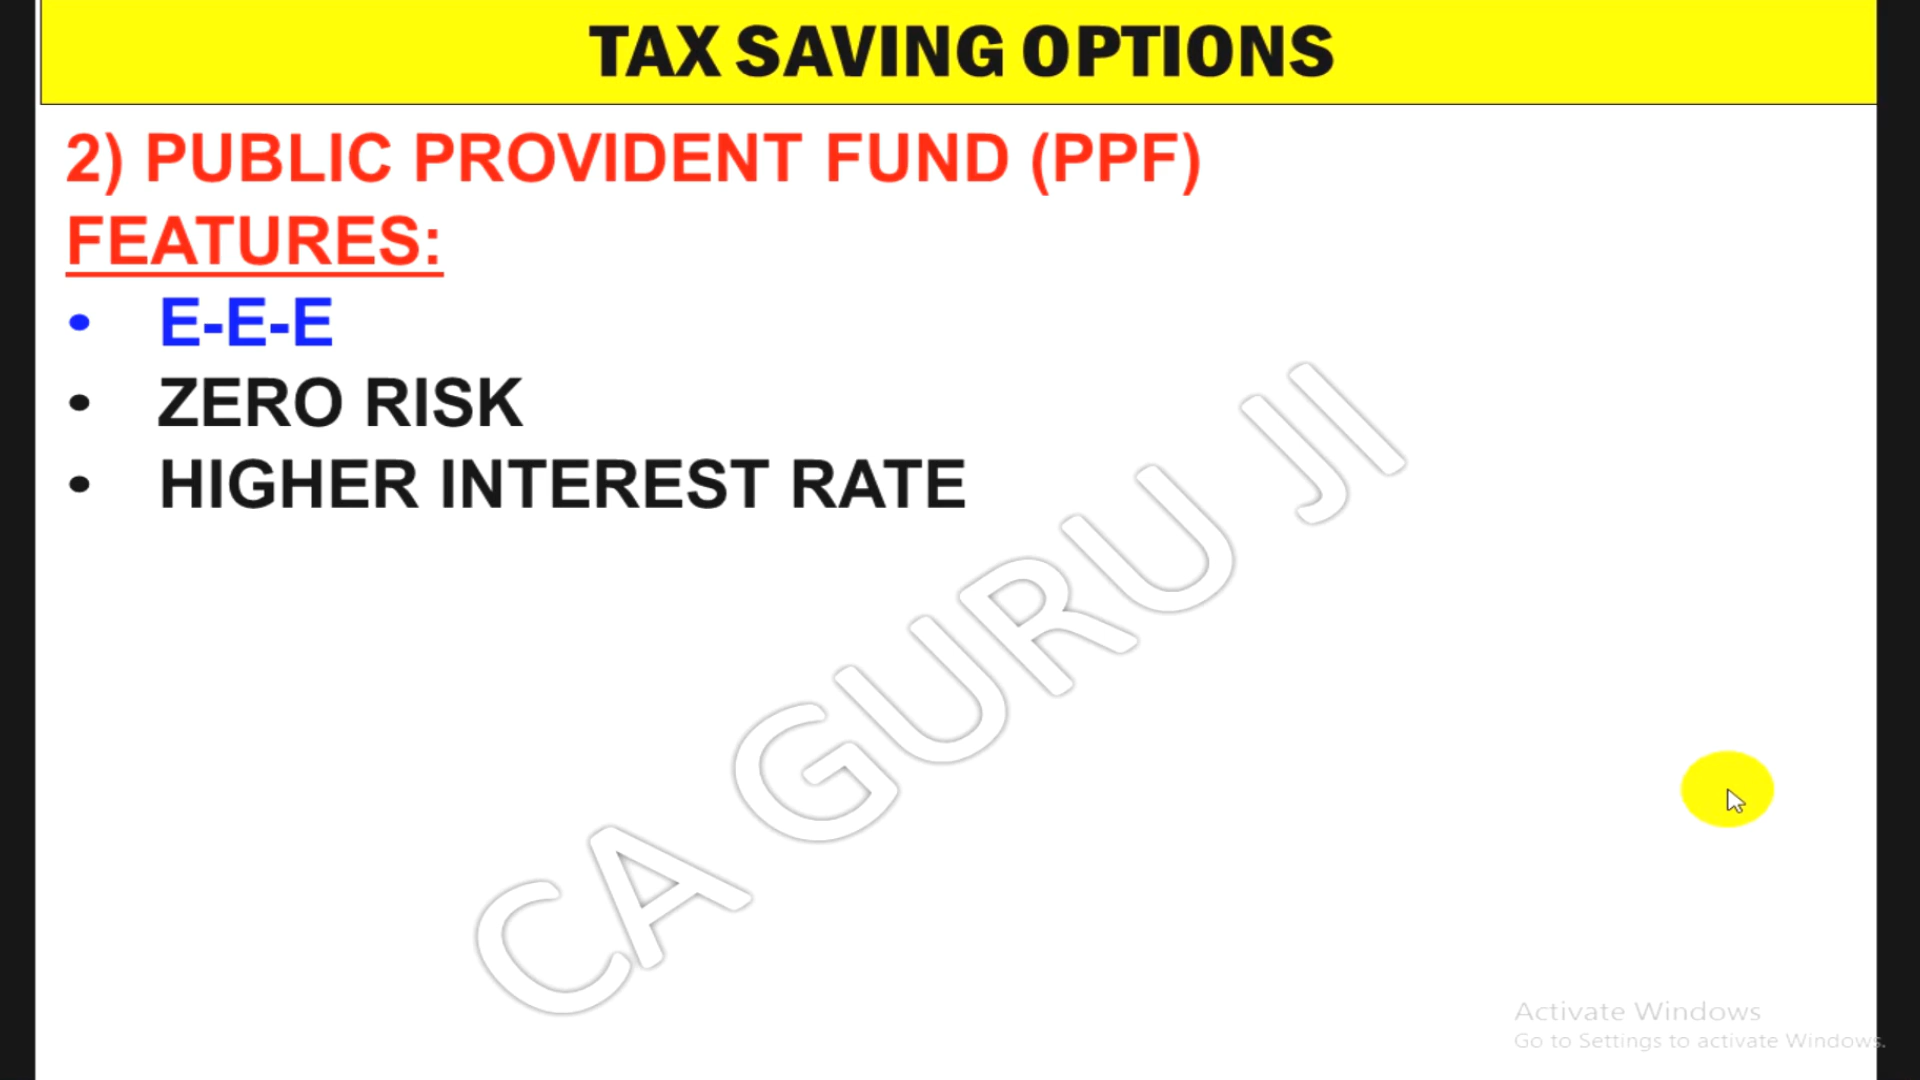 TAX SAVING OPTIONS
2) PUBLIC PROVIDENT FUND (PPF)
FEATURES:
• E-E-E
• ZERO RISK
• HIGHER INTEREST RATE
CA GURU JI
Activate Windows
Go to Settings to activate Windows.